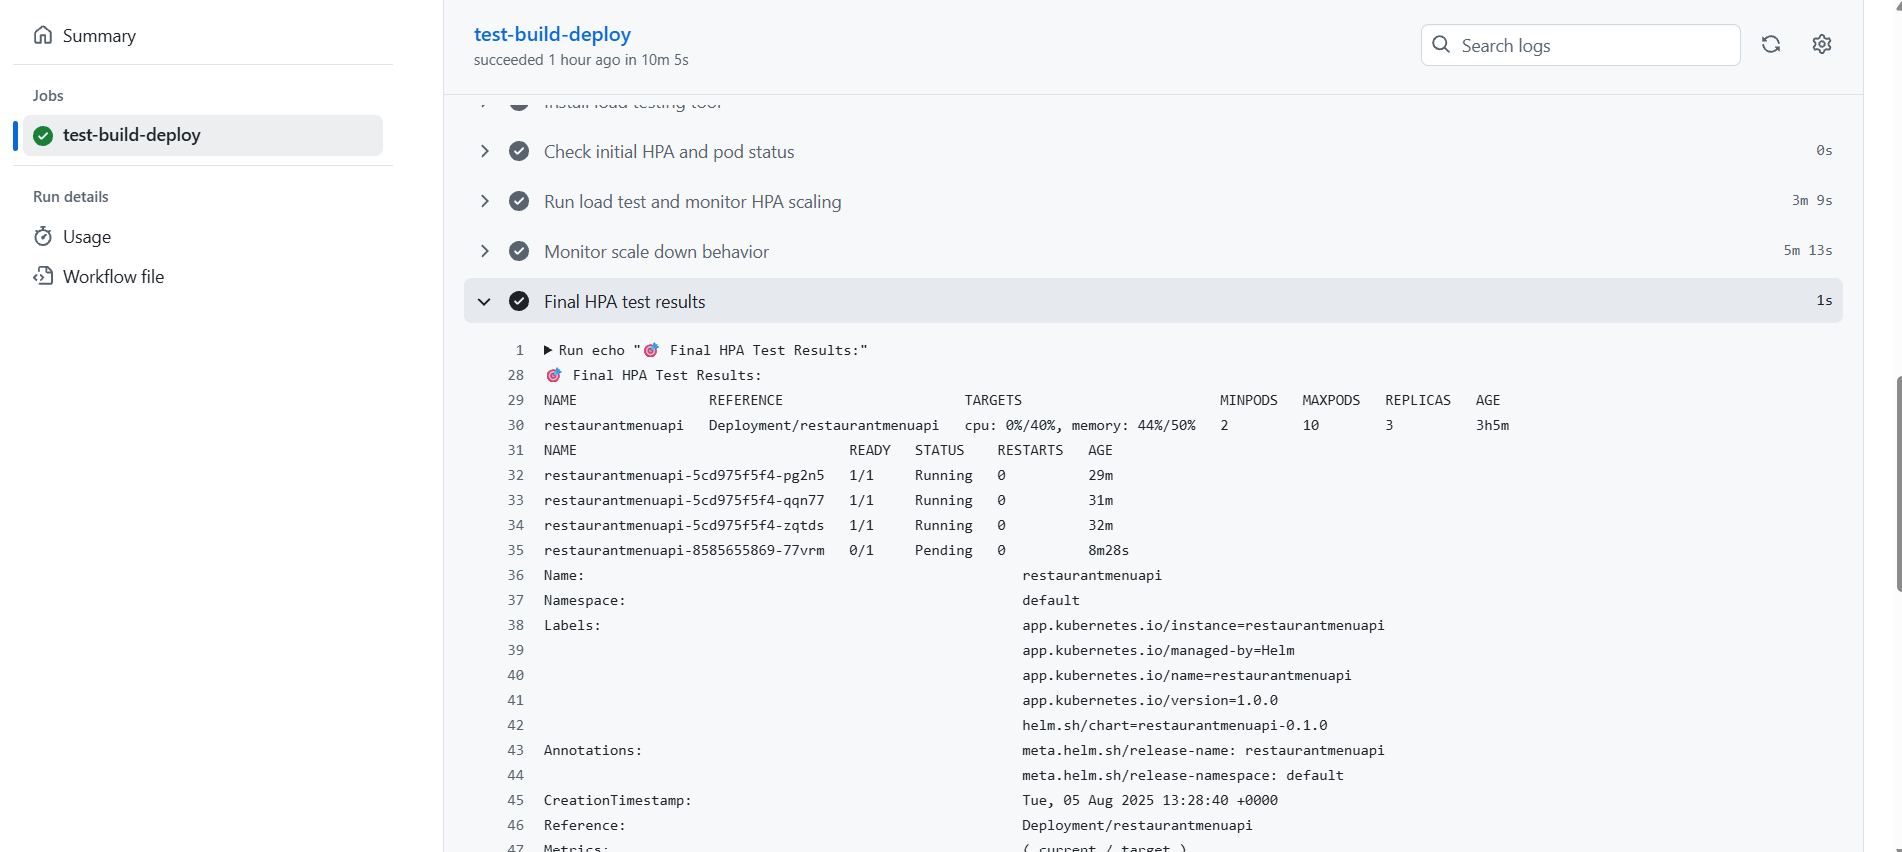 Summary
Jobs
test-build-deploy
Run details
Usage
Workflow file
test-build-deploy
succeeded 1 hour ago in 10m 5s
Search logs
Install load testing tool
Check initial HPA and pod status 0s
Run load test and monitor HPA scaling 3m 9s
Monitor scale down behavior 5m 13s
Final HPA test results 1s
1 Run echo "🎯 Final HPA Test Results:"
28 🎯 Final HPA Test Results:
29 NAME REFERENCE TARGETS MINPODS MAXPODS REPLICAS AGE
30 restaurantmenuapi Deployment/restaurantmenuapi cpu: 0%/40%, memory: 44%/50% 2 10 3 3h5m
31 NAME READY STATUS RESTARTS AGE
32 restaurantmenuapi-5cd975f5f4-pg2n5 1/1 Running 0 29m
33 restaurantmenuapi-5cd975f5f4-qqn77 1/1 Running 0 31m
34 restaurantmenuapi-5cd975f5f4-zqtds 1/1 Running 0 32m
35 restaurantmenuapi-8585655869-77vrm 0/1 Pending 0 8m28s
36 Name: restaurantmenuapi
37 Namespace: default
38 Labels: app.kubernetes.io/instance=restaurantmenuapi
39 app.kubernetes.io/managed-by=Helm
40 app.kubernetes.io/name=restaurantmenuapi
41 app.kubernetes.io/version=1.0.0
42 helm.sh/chart=restaurantmenuapi-0.1.0
43 Annotations: meta.helm.sh/release-name: restaurantmenuapi
44 meta.helm.sh/release-namespace: default
45 CreationTimestamp: Tue, 05 Aug 2025 13:28:40 +0000
46 Reference: Deployment/restaurantmenuapi
47 Metrics: ( current / target )